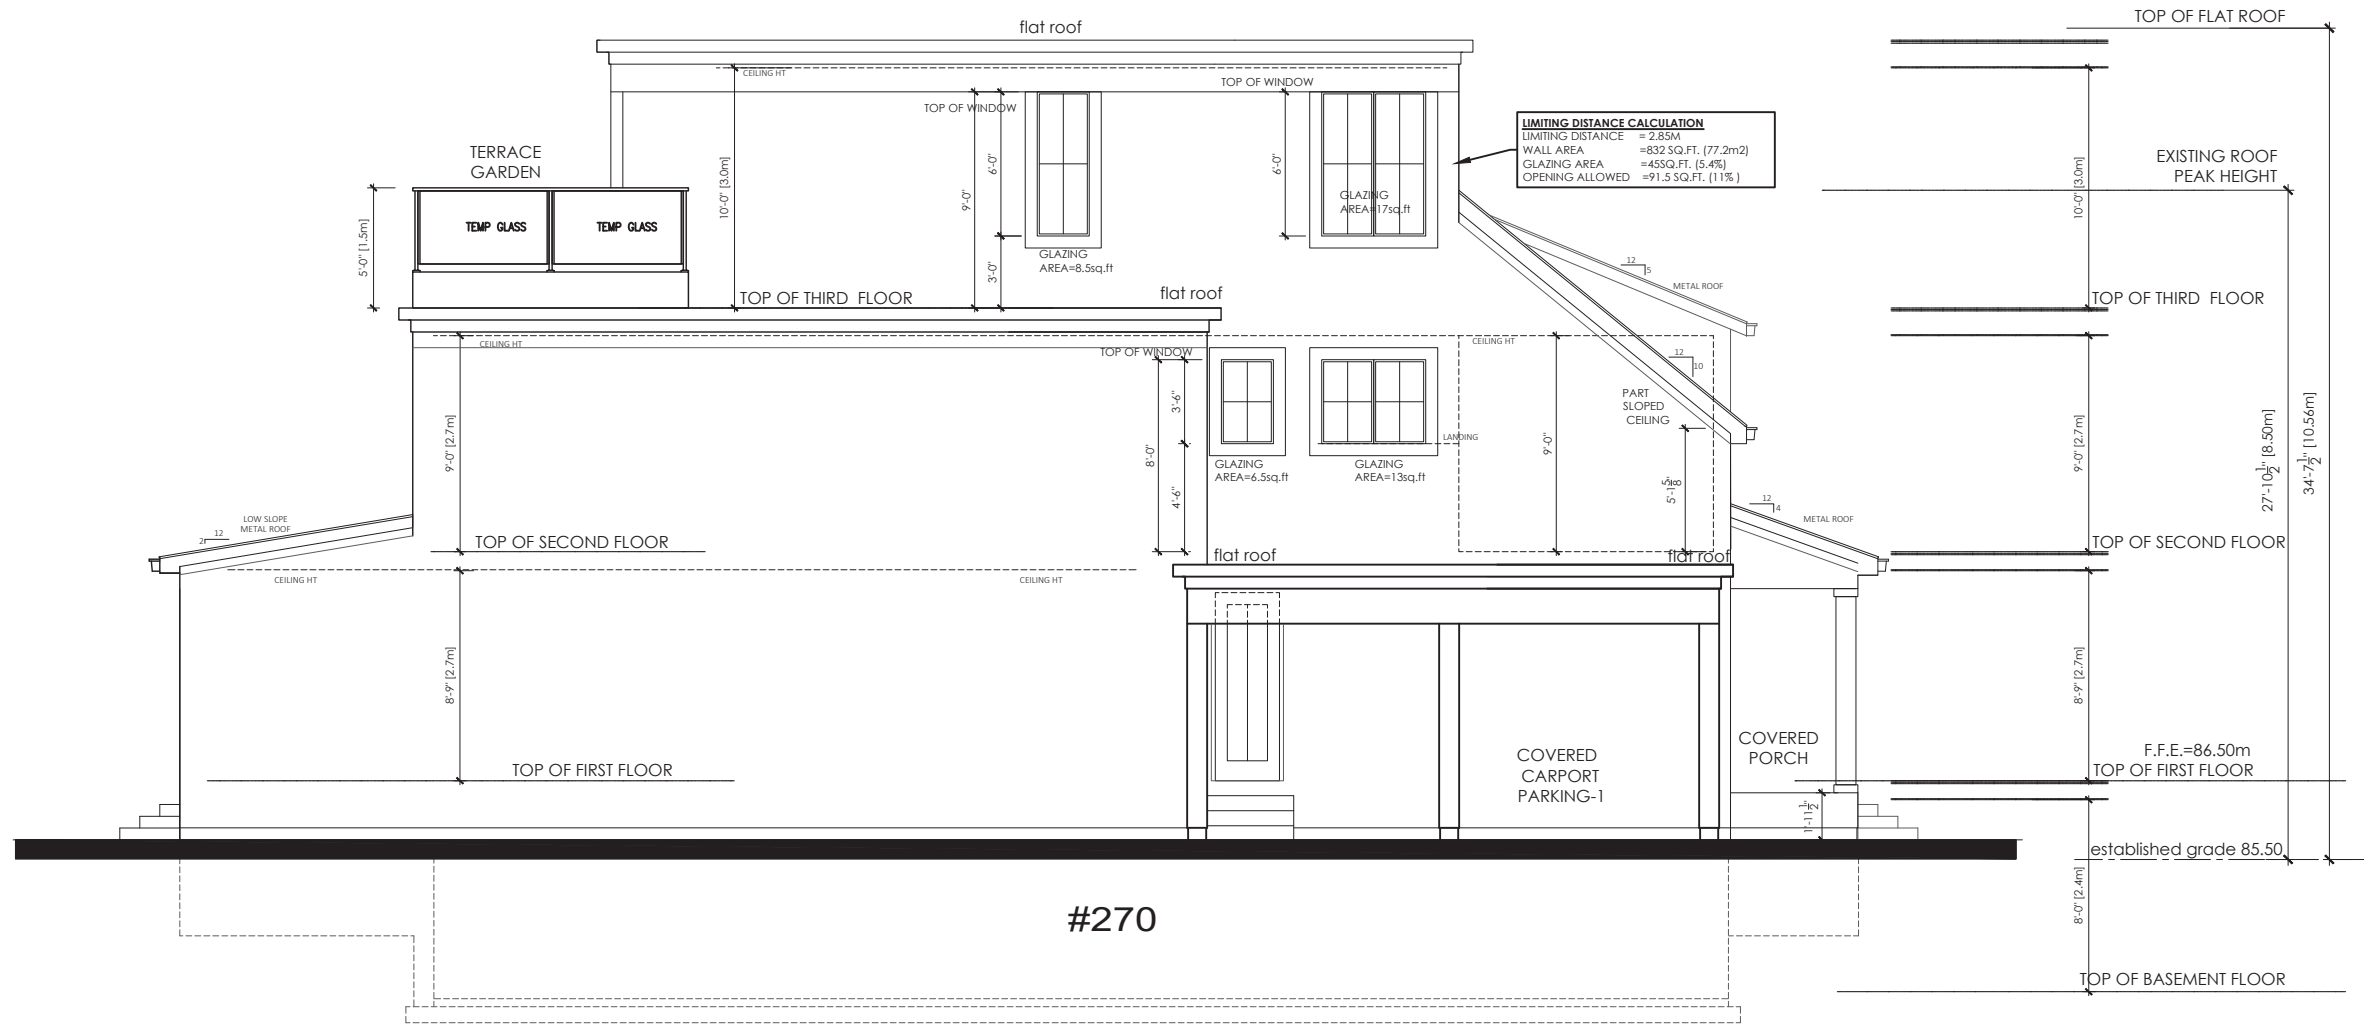 flat roof
TOP OF FLAT ROOF
CEILING HT
TOP OF WINDOW
TOP OF WINDOW
LIMITING DISTANCE CALCULATION
LIMITING DISTANCE = 2.85M
WALL AREA =832 SQ.FT. (77.2m2)
GLAZING AREA =45SQ.FT. (5.4%)
OPENING ALLOWED =91.5 SQ.FT. (11% )
TERRACE
GARDEN
EXISTING ROOF
PEAK HEIGHT
6'-0"
6'-0"
10'-0" [3.0m]
9'-0"
10'-0" [3.0m]
GLAZING
AREA=17sq.ft
TEMP GLASS
TEMP GLASS
5'-0" [1.5m]
GLAZING
AREA=8.5sq.ft
3'-0"
12
5
METAL ROOF
TOP OF THIRD FLOOR
flat roof
TOP OF THIRD FLOOR
CEILING HT
TOP OF WINDOW
CEILING HT
12
10
PART
SLOPED
CEILING
3'-6"
9'-0" [2.7m]
8'-0"
9'-0"
LANDING
9'-0" [2.7m]
27'-10 1/2" [8.50m]
34'-7 1/2" [10.56m]
GLAZING
AREA=6.5sq.ft
GLAZING
AREA=13sq.ft
4'-6"
5'-1 5/8"
12
4
METAL ROOF
LOW SLOPE
METAL ROOF
12
2
TOP OF SECOND FLOOR
flat roof
flat roof
TOP OF SECOND FLOOR
CEILING HT
CEILING HT
8'-9" [2.7m]
8'-9" [2.7m]
COVERED
CARPORT
PARKING-1
COVERED
PORCH
F.F.E.=86.50m
TOP OF FIRST FLOOR
TOP OF FIRST FLOOR
1'-11 1/2"
established grade 85.50
8'-0" [2.4m]
#270
TOP OF BASEMENT FLOOR